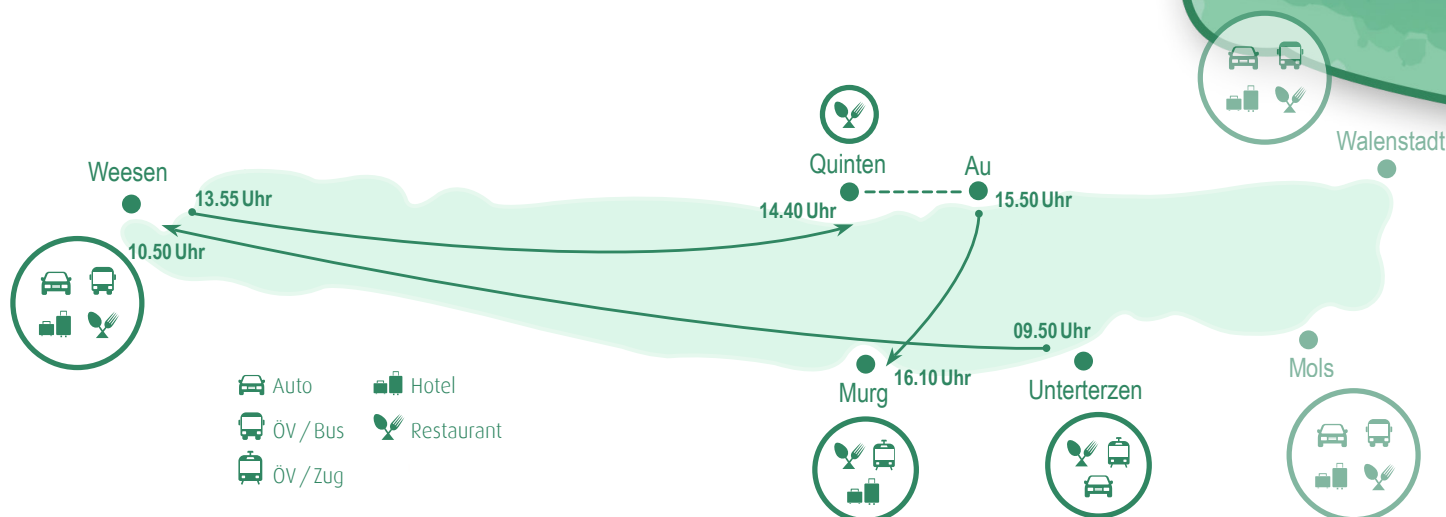 Walenstadt
Weesen
Quinten
Au
13.55 Uhr
14.40 Uhr
15.50 Uhr
10.50 Uhr
09.50 Uhr
Mols
16.10 Uhr
Murg
Unterterzen
Auto
Hotel
ÖV / Bus
Restaurant
ÖV / Zug